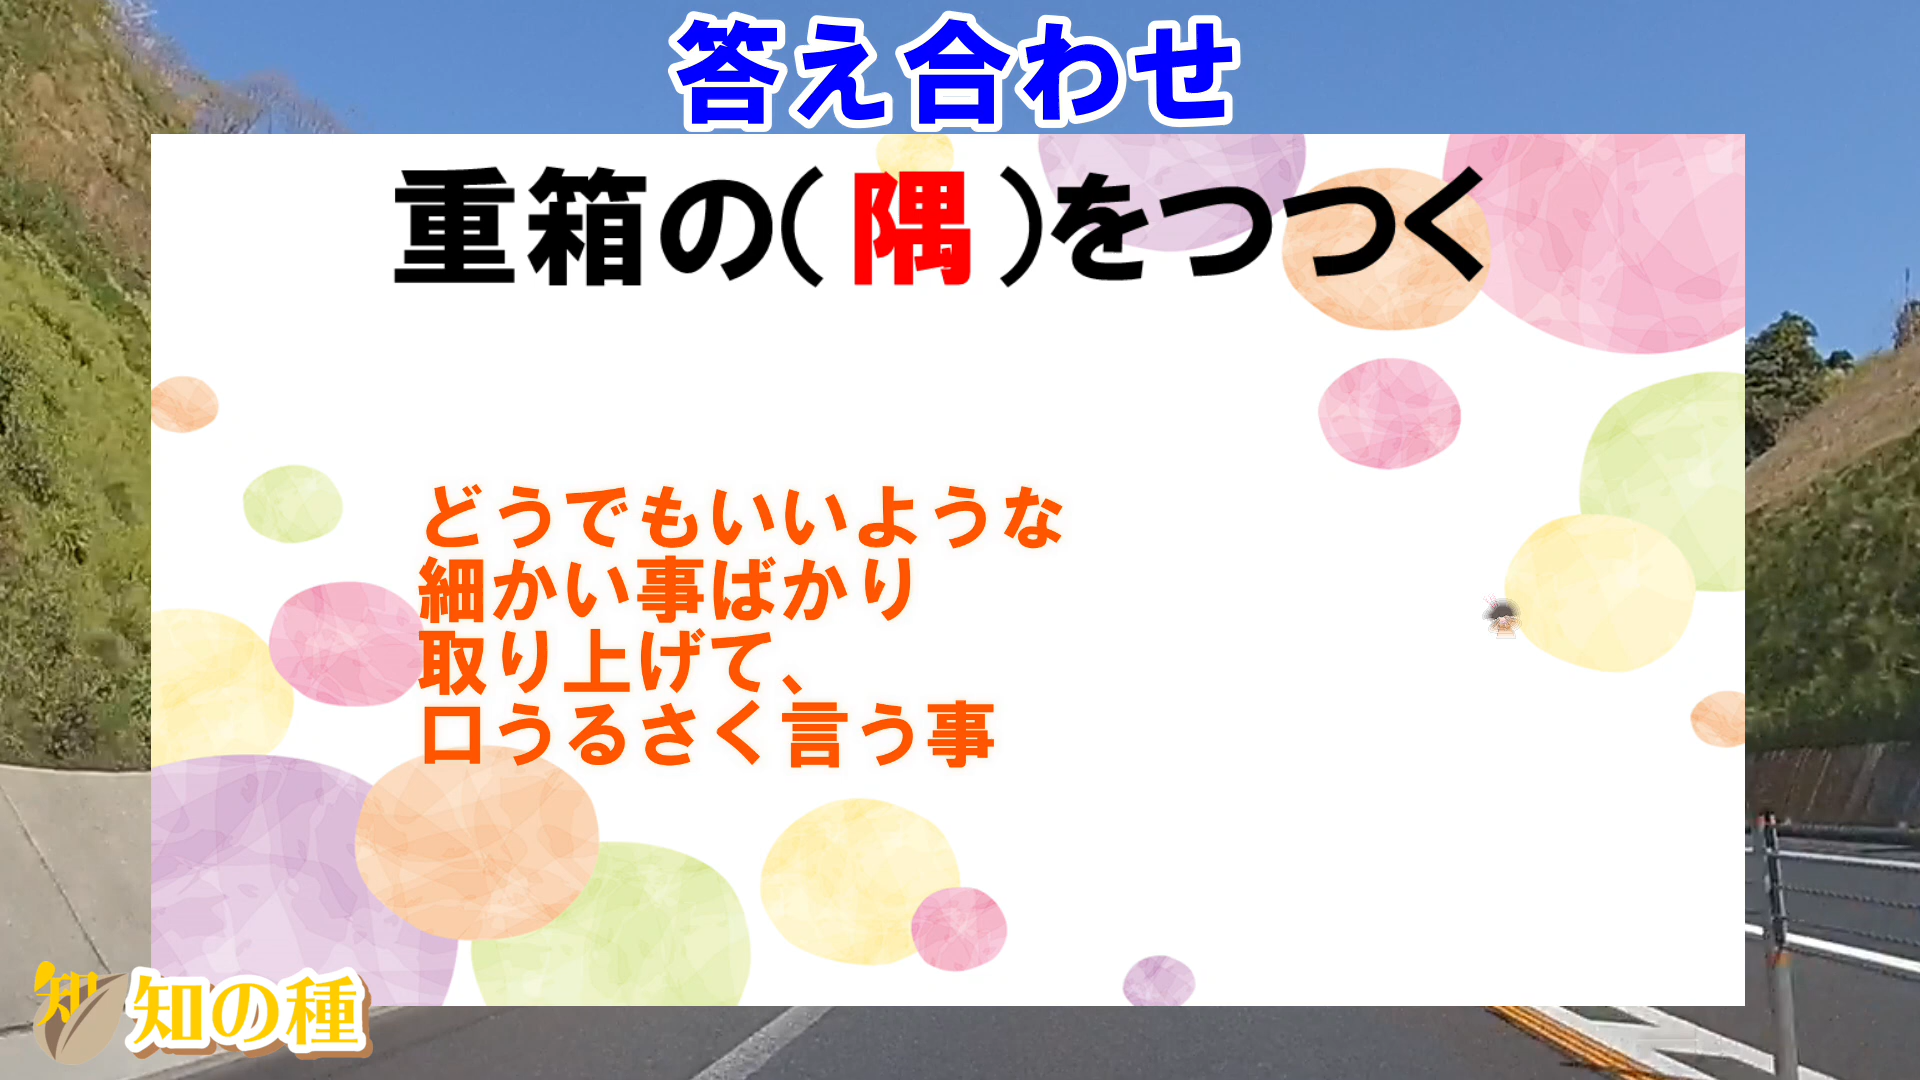 答え合わせ
重箱の(隅)をつつく
どうでもいいような
細かい事ばかり
取り上げて、
口うるさく言う事
知 知の種